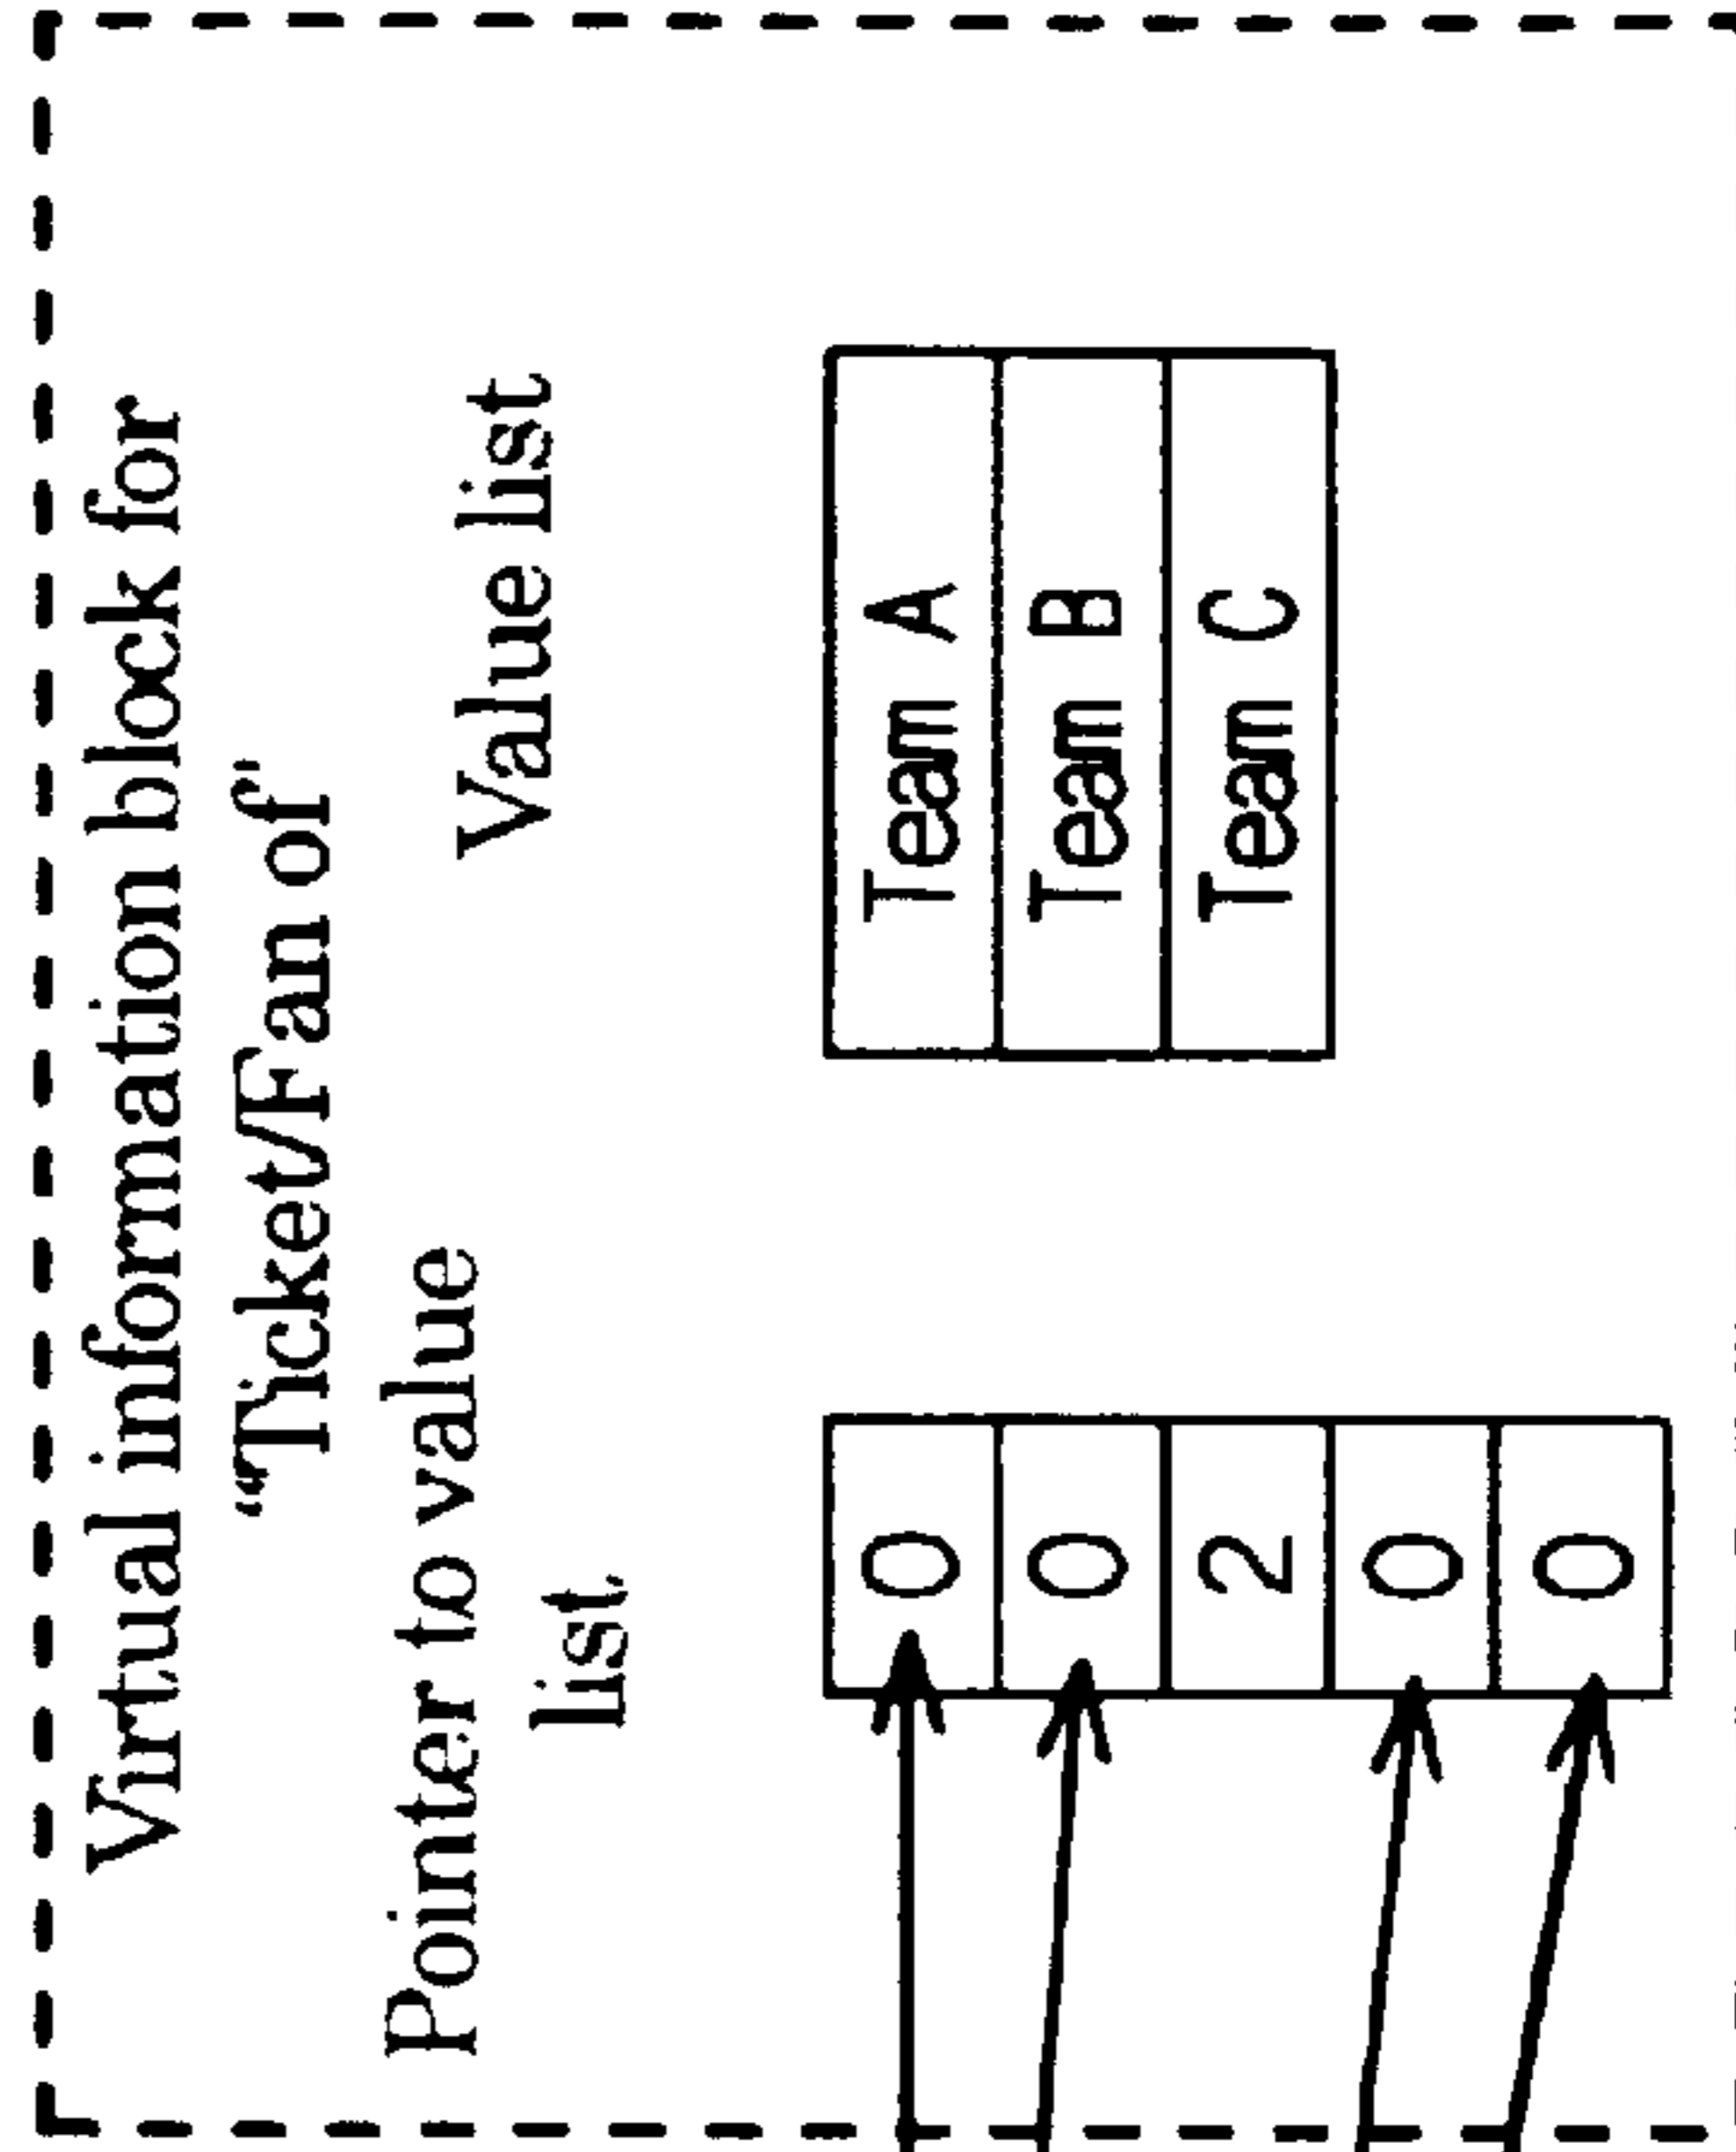 Virtual information block for
"Ticket/Fan of"
Pointer to value
list
Value list
0
0
2
0
0
Team A
Team B
Team C